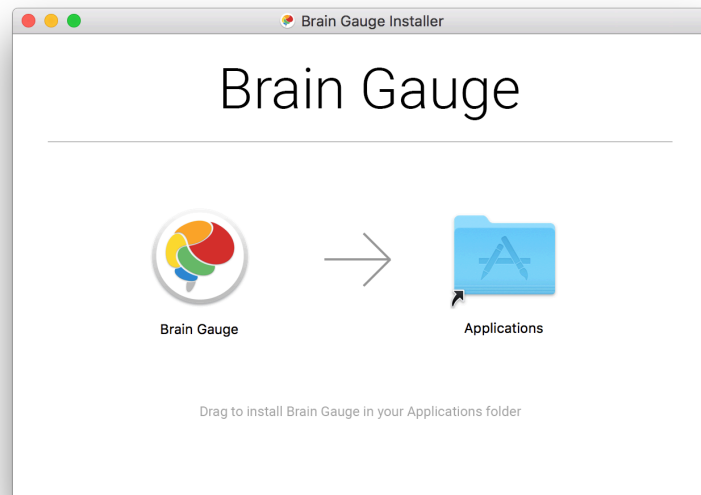 Brain Gauge Installer
Brain Gauge
Brain Gauge
Applications
Drag to install Brain Gauge in your Applications folder